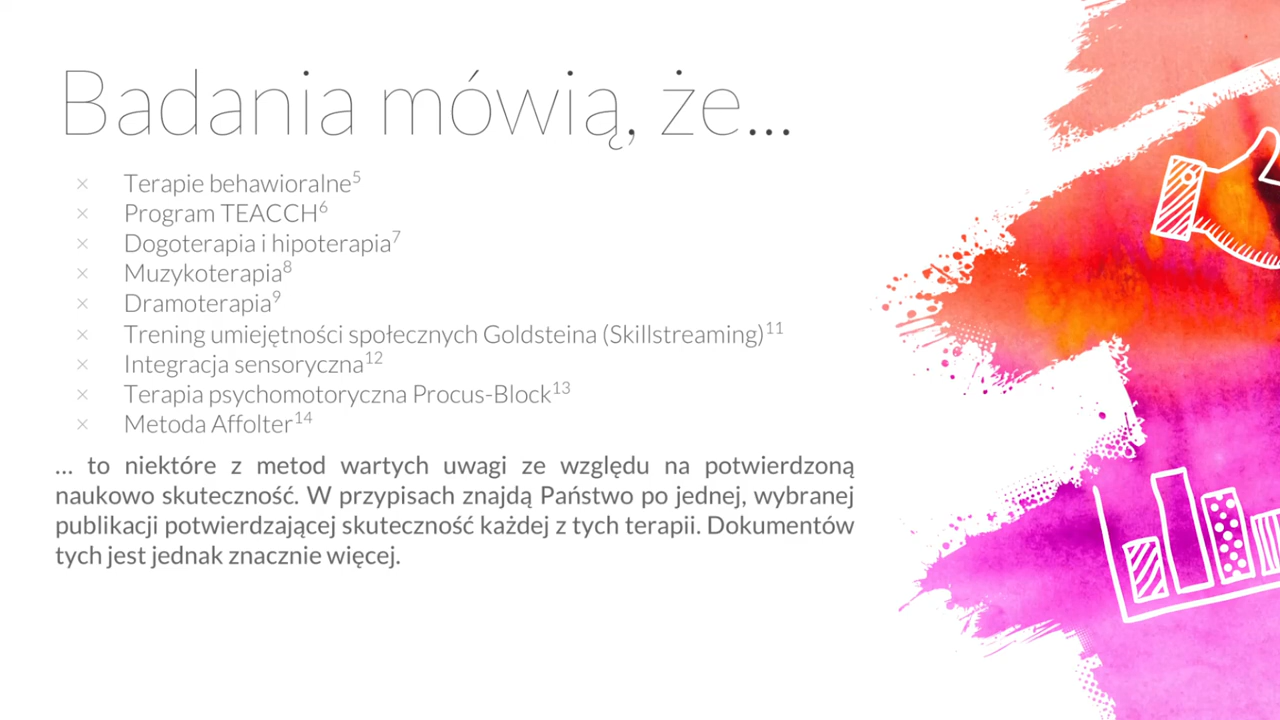 Badania mówią, że...
× Terapie behawioralne⁵
× Program TEACCH⁶
× Dogoterapia i hipoterapia⁷
× Muzykoterapia⁸
× Dramoterapia⁹
× Trening umiejętności społecznych Goldsteina (Skillstreaming)¹¹
× Integracja sensoryczna¹²
× Terapia psychomotoryczna Procus-Block¹³
× Metoda Affolter¹⁴
... to niektóre z metod wartych uwagi ze względu na potwierdzoną
naukowo skuteczność. W przypisach znajdą Państwo po jednej, wybranej
publikacji potwierdzającej skuteczność każdej z tych terapii. Dokumentów
tych jest jednak znacznie więcej.